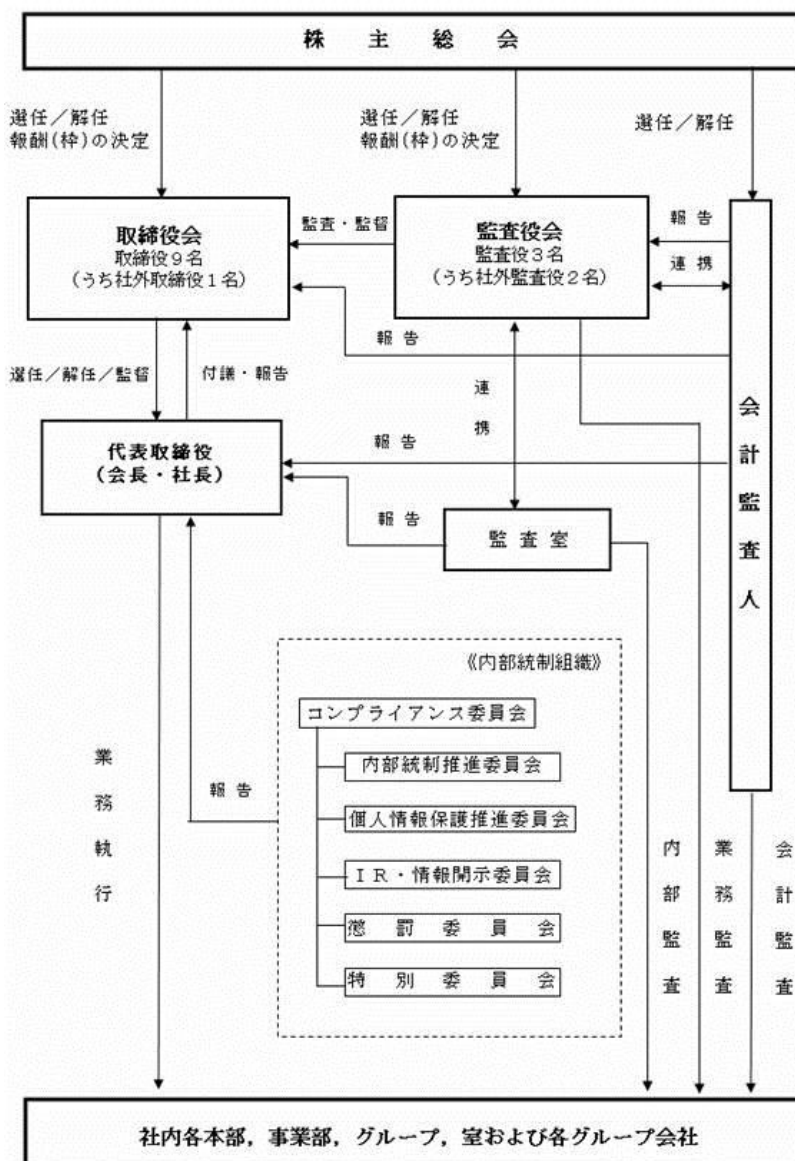 株主総会
選任／解任
報酬(枠)の決定
選任／解任
報酬(枠)の決定
選任／解任
取締役会
取締役９名
(うち社外取締役１名)
監査・監督
監査役会
監査役３名
(うち社外監査役２名)
報告
連携
報告
選任／解任／監督
付議・報告
連携
代表取締役
(会長・社長)
報告
報告
監査室
会計監査人
《内部統制組織》
コンプライアンス委員会
内部統制推進委員会
個人情報保護推進委員会
ＩＲ・情報開示委員会
懲罰委員会
特別委員会
業務執行
報告
内部監査
業務監査
会計監査
社内各本部，事業部，グループ，室および各グループ会社